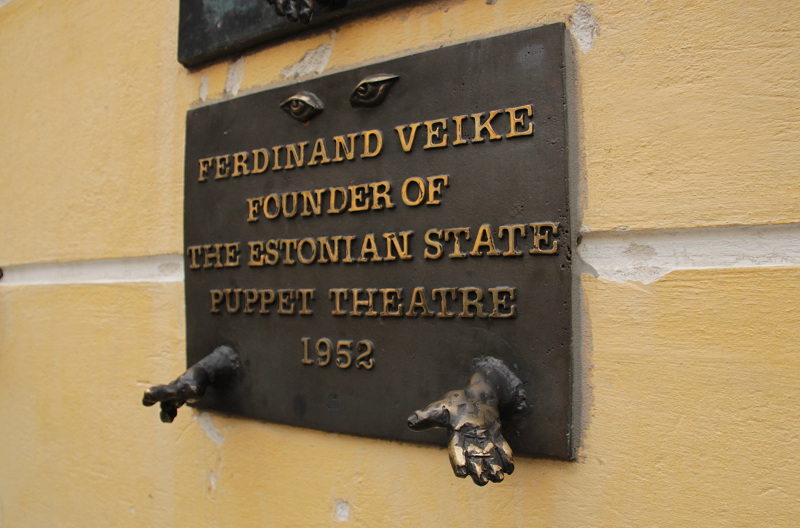 FERDINAND VEIKE
FOUNDER OF
THE ESTONIAN STATE
PUPPET THEATRE
1952